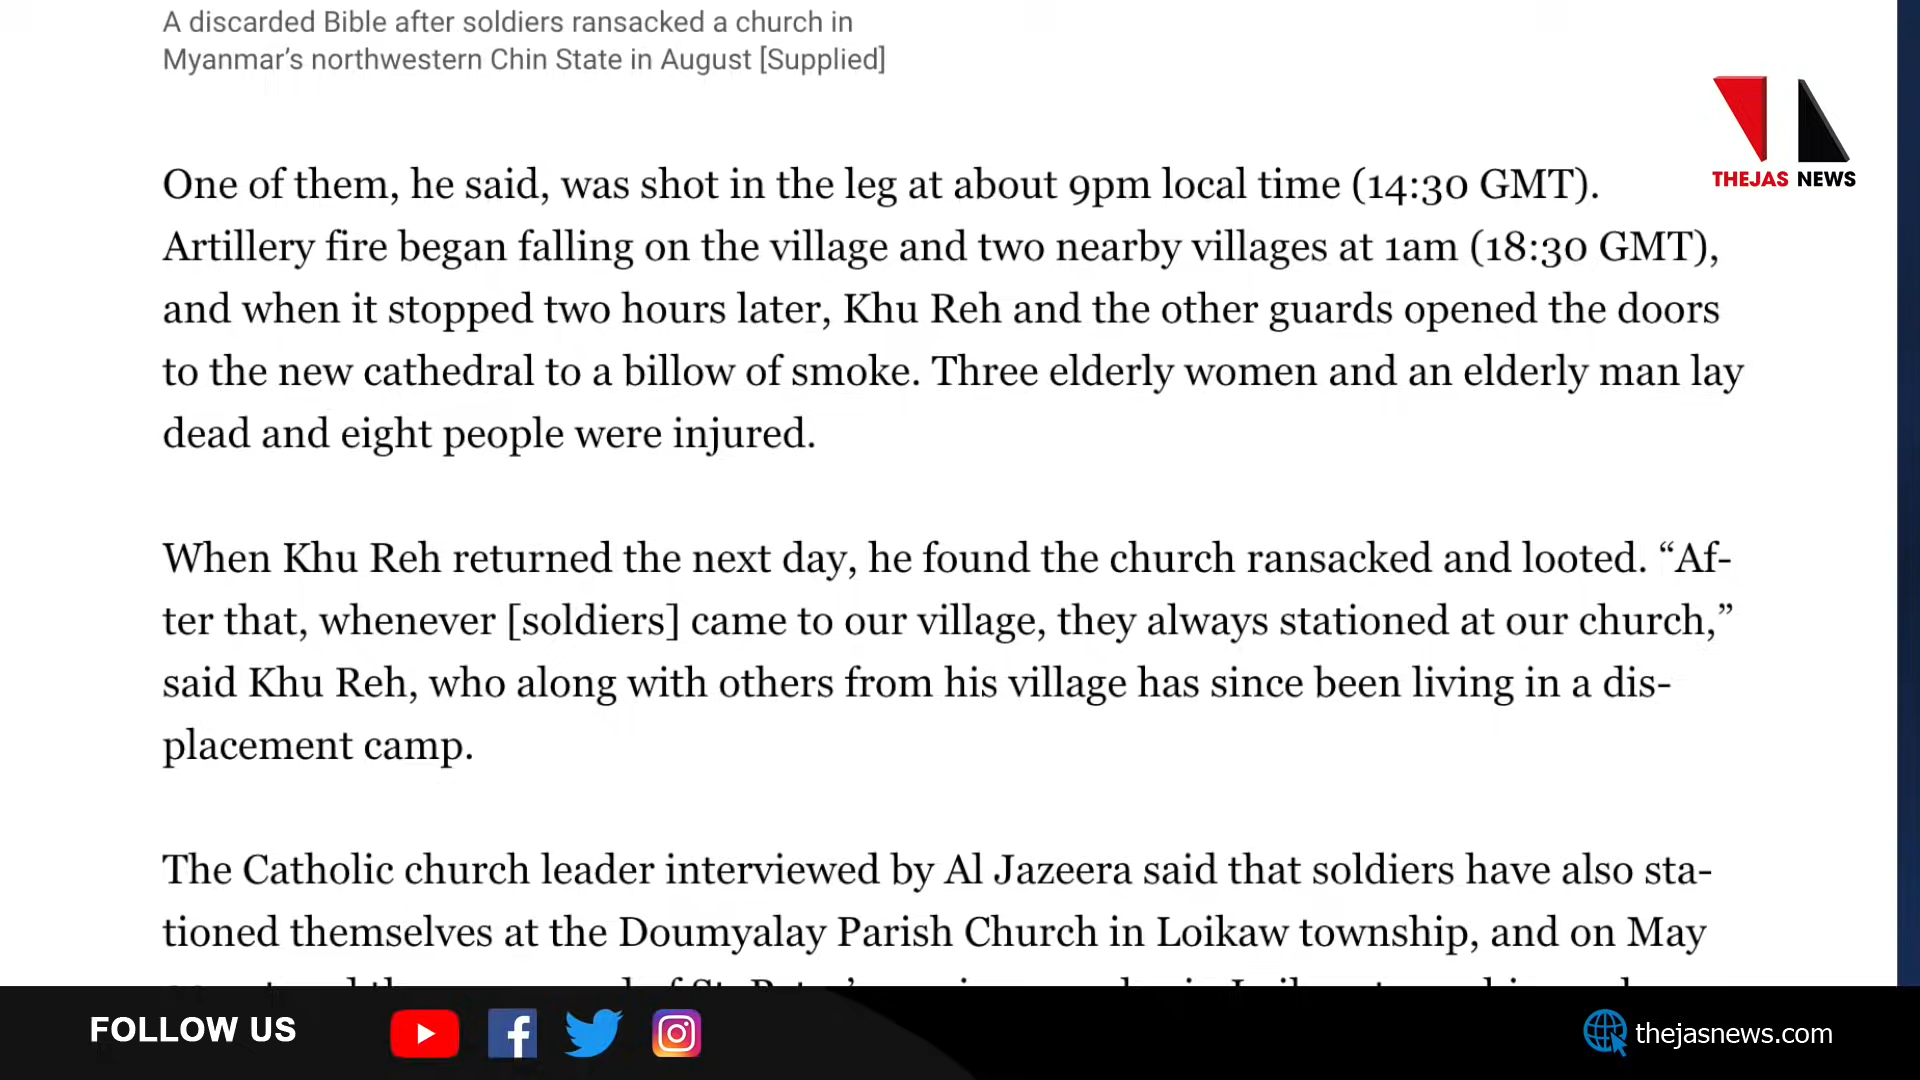 A discarded Bible after soldiers ransacked a church in
Myanmar’s northwestern Chin State in August [Supplied]
THEJAS NEWS
One of them, he said, was shot in the leg at about 9pm local time (14:30 GMT).
Artillery fire began falling on the village and two nearby villages at 1am (18:30 GMT),
and when it stopped two hours later, Khu Reh and the other guards opened the doors
to the new cathedral to a billow of smoke. Three elderly women and an elderly man lay
dead and eight people were injured.
When Khu Reh returned the next day, he found the church ransacked and looted. “Af-
ter that, whenever [soldiers] came to our village, they always stationed at our church,”
said Khu Reh, who along with others from his village has since been living in a dis-
placement camp.
The Catholic church leader interviewed by Al Jazeera said that soldiers have also sta-
tioned themselves at the Doumyalay Parish Church in Loikaw township, and on May
FOLLOW US
thejasnews.com